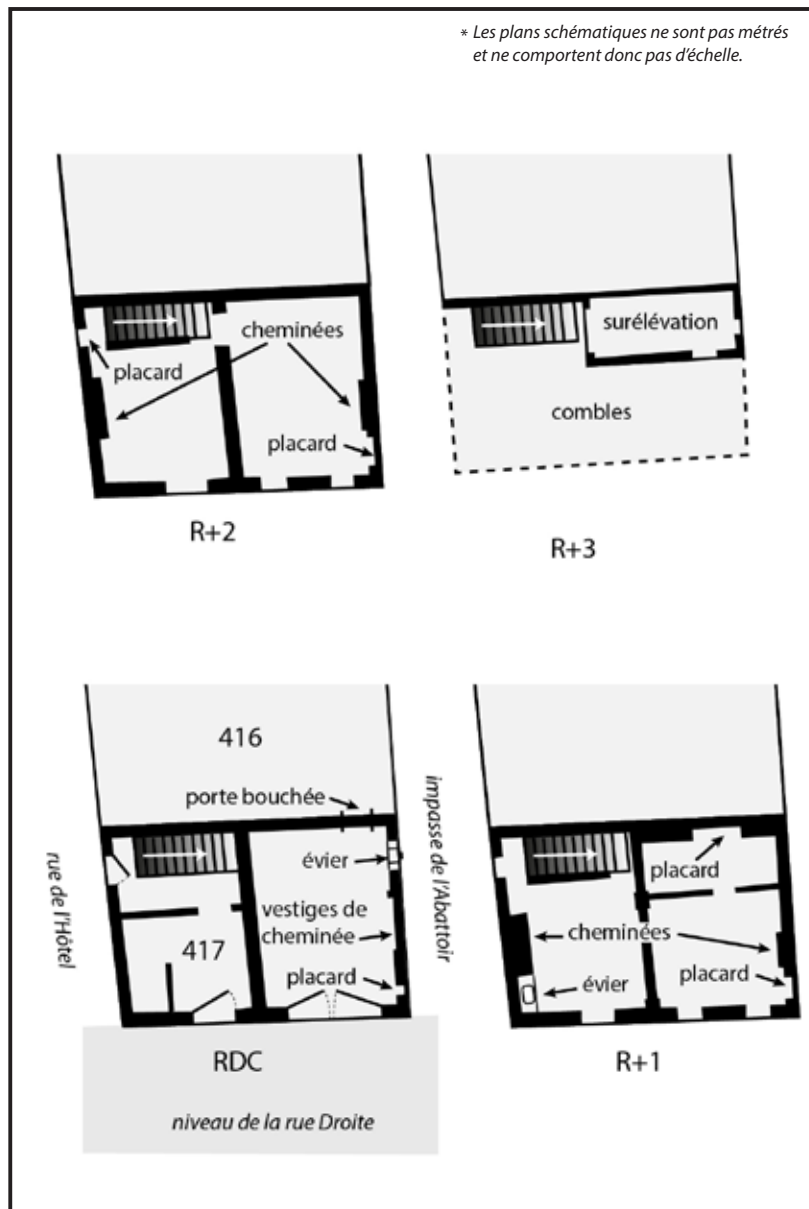 * Les plans schématiques ne sont pas métrés
et ne comportent donc pas d'échelle.
cheminées
placard
placard
R+2
surélévation
combles
R+3
416
porte bouchée
évier
vestiges de
cheminée
417
placard
rue de l'Hôtel
impasse de l'Abattoir
RDC
niveau de la rue Droite
placard
cheminées
évier
placard
R+1